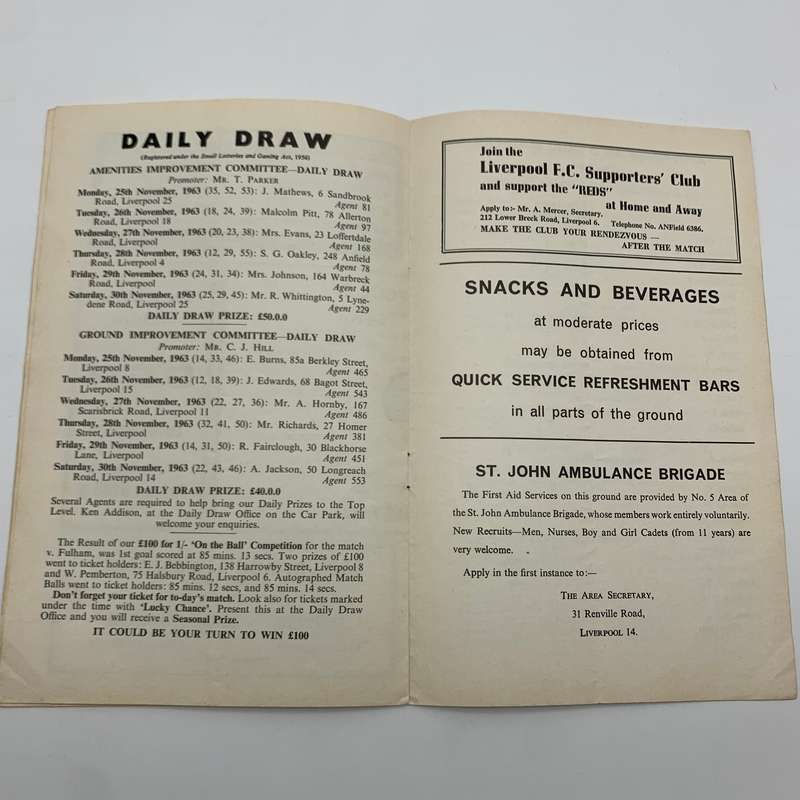 DAILY DRAW
(Registered under the Small Lotteries and Gaming Act, 1956)
AMENITIES IMPROVEMENT COMMITTEE—DAILY DRAW
Promoter: MR. T. PARKER
Monday, 25th November, 1963 (35, 52, 53): J. Mathews, 6 Sandbrook
Road, Liverpool 25
Agent 81
Tuesday, 26th November, 1963 (18, 24, 39): Malcolm Pitt, 78 Allerton
Road, Liverpool 18
Agent 97
Wednesday, 27th November, 1963 (20, 23, 38): Mrs. Evans, 23 Loffertdale
Road, Liverpool
Agent 168
Thursday, 28th November, 1963 (12, 29, 55): S. G. Oakley, 248 Anfield
Road, Liverpool 4
Agent 78
Friday, 29th November, 1963 (24, 31, 34): Mrs. Johnson, 164 Warbreck
Road, Liverpool
Agent 44
Saturday, 30th November, 1963 (25, 29, 45): Mr. R. Whittington, 5 Lyne-
dene Road, Liverpool 25
Agent 229
DAILY DRAW PRIZE: £50.0.0
GROUND IMPROVEMENT COMMITTEE—DAILY DRAW
Promoter: MR. C. J. HILL
Monday, 25th November, 1963 (14, 33, 46): E. Burns, 85a Berkley Street,
Liverpool 8
Agent 465
Tuesday, 26th November, 1963 (12, 18, 39): J. Edwards, 68 Bagot Street,
Liverpool 15
Agent 543
Wednesday, 27th November, 1963 (22, 27, 36): Mr. A. Hornby, 167
Scarisbrick Road, Liverpool 11
Agent 486
Thursday, 28th November, 1963 (32, 41, 50): Mr. Richards, 27 Homer
Street, Liverpool
Agent 381
Friday, 29th November, 1963 (14, 31, 50): R. Fairclough, 30 Blackhorse
Lane, Liverpool
Agent 451
Saturday, 30th November, 1963 (22, 43, 46): A. Jackson, 50 Longreach
Road, Liverpool 14
Agent 553
DAILY DRAW PRIZE: £40.0.0
Several Agents are required to help bring our Daily Prizes to the Top
Level. Ken Addison, at the Daily Draw Office on the Car Park, will
welcome your enquiries.
The Result of our £100 for 1/- 'On the Ball' Competition for the match
v. Fulham, was 1st goal scored at 85 mins. 13 secs. Two prizes of £100
went to ticket holders: E. J. Bebbington, 138 Harrowby Street, Liverpool 8
and W. Pemberton, 75 Halsbury Road, Liverpool 6. Autographed Match
Balls went to ticket holders: 85 mins. 12 secs, and 85 mins. 14 secs.
Don't forget your ticket for to-day's match. Look also for tickets marked
under the time with 'Lucky Chance'. Present this at the Daily Draw
Office and you will receive a Seasonal Prize.
IT COULD BE YOUR TURN TO WIN £100
Join the
Liverpool F.C. Supporters' Club
and support the "REDS"
at Home and Away
Apply to:- Mr. A. Mercer, Secretary.
212 Lower Breck Road, Liverpool 6. Telephone No. ANField 6386.
MAKE THE CLUB YOUR RENDEZVOUS —
AFTER THE MATCH
SNACKS AND BEVERAGES
at moderate prices
may be obtained from
QUICK SERVICE REFRESHMENT BARS
in all parts of the ground
ST. JOHN AMBULANCE BRIGADE
The First Aid Services on this ground are provided by No. 5 Area of
the St. John Ambulance Brigade, whose members work entirely voluntarily.
New Recruits—Men, Nurses, Boy and Girl Cadets (from 11 years) are
very welcome.
Apply in the first instance to:—
THE AREA SECRETARY,
31 Renville Road,
LIVERPOOL 14.